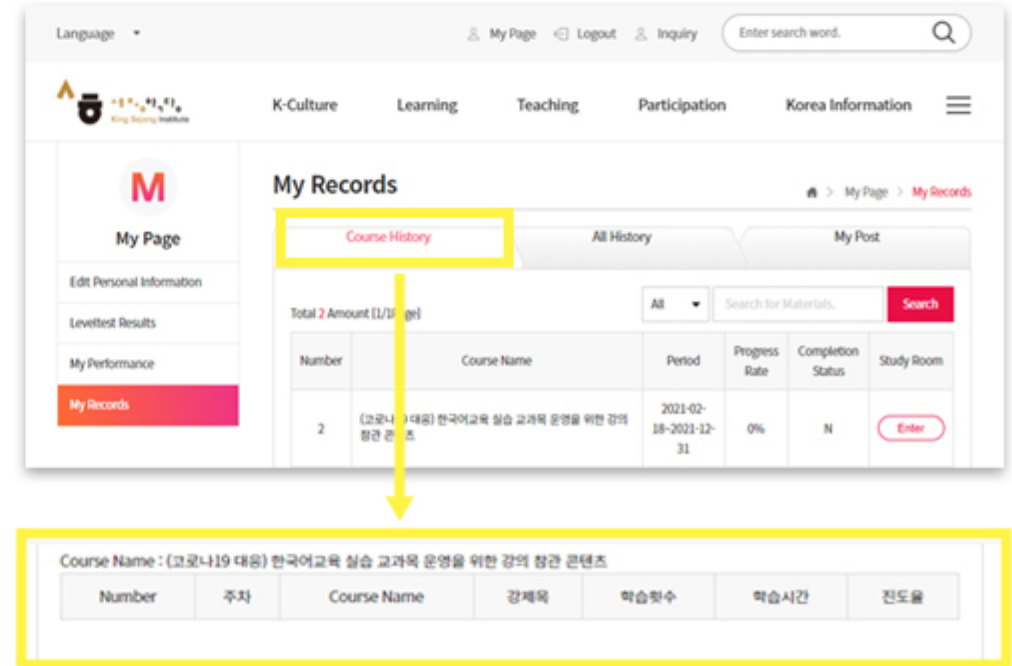 Language
My Page Logout Inquiry Enter search word.
King Sejong Institute
K-Culture Learning Teaching Participation Korea Information
M
My Page
Edit Personal Information
Leveltest Results
My Performance
My Records
My Records
My Page > My Records
Course History All History My Post
Total 2 Amount [1/1Page]
All Search for Materials. Search
Number Course Name Period Progress Rate Completion Status Study Room
2
(코로나19 대응) 한국어교육 실습 교과목 운영을 위한 강의
참관 콘텐츠
2021-02-
18~2021-12-
31
0% N Enter
Course Name : (코로나19 대응) 한국어교육 실습 교과목 운영을 위한 강의 참관 콘텐츠
Number 주차 Course Name 강제목 학습횟수 학습시간 진도율